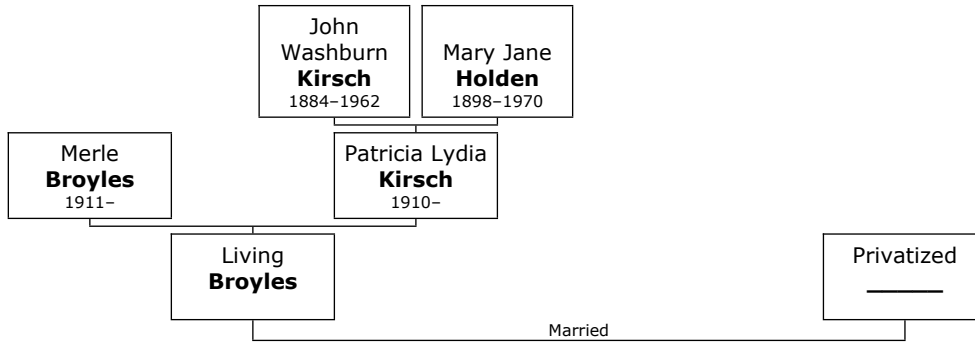 John
Washburn
Kirsch
1884–1962
Mary Jane
Holden
1898–1970
Merle
Broyles
1911–
Patricia Lydia
Kirsch
1910–
Living
Broyles
Privatized
______
Married